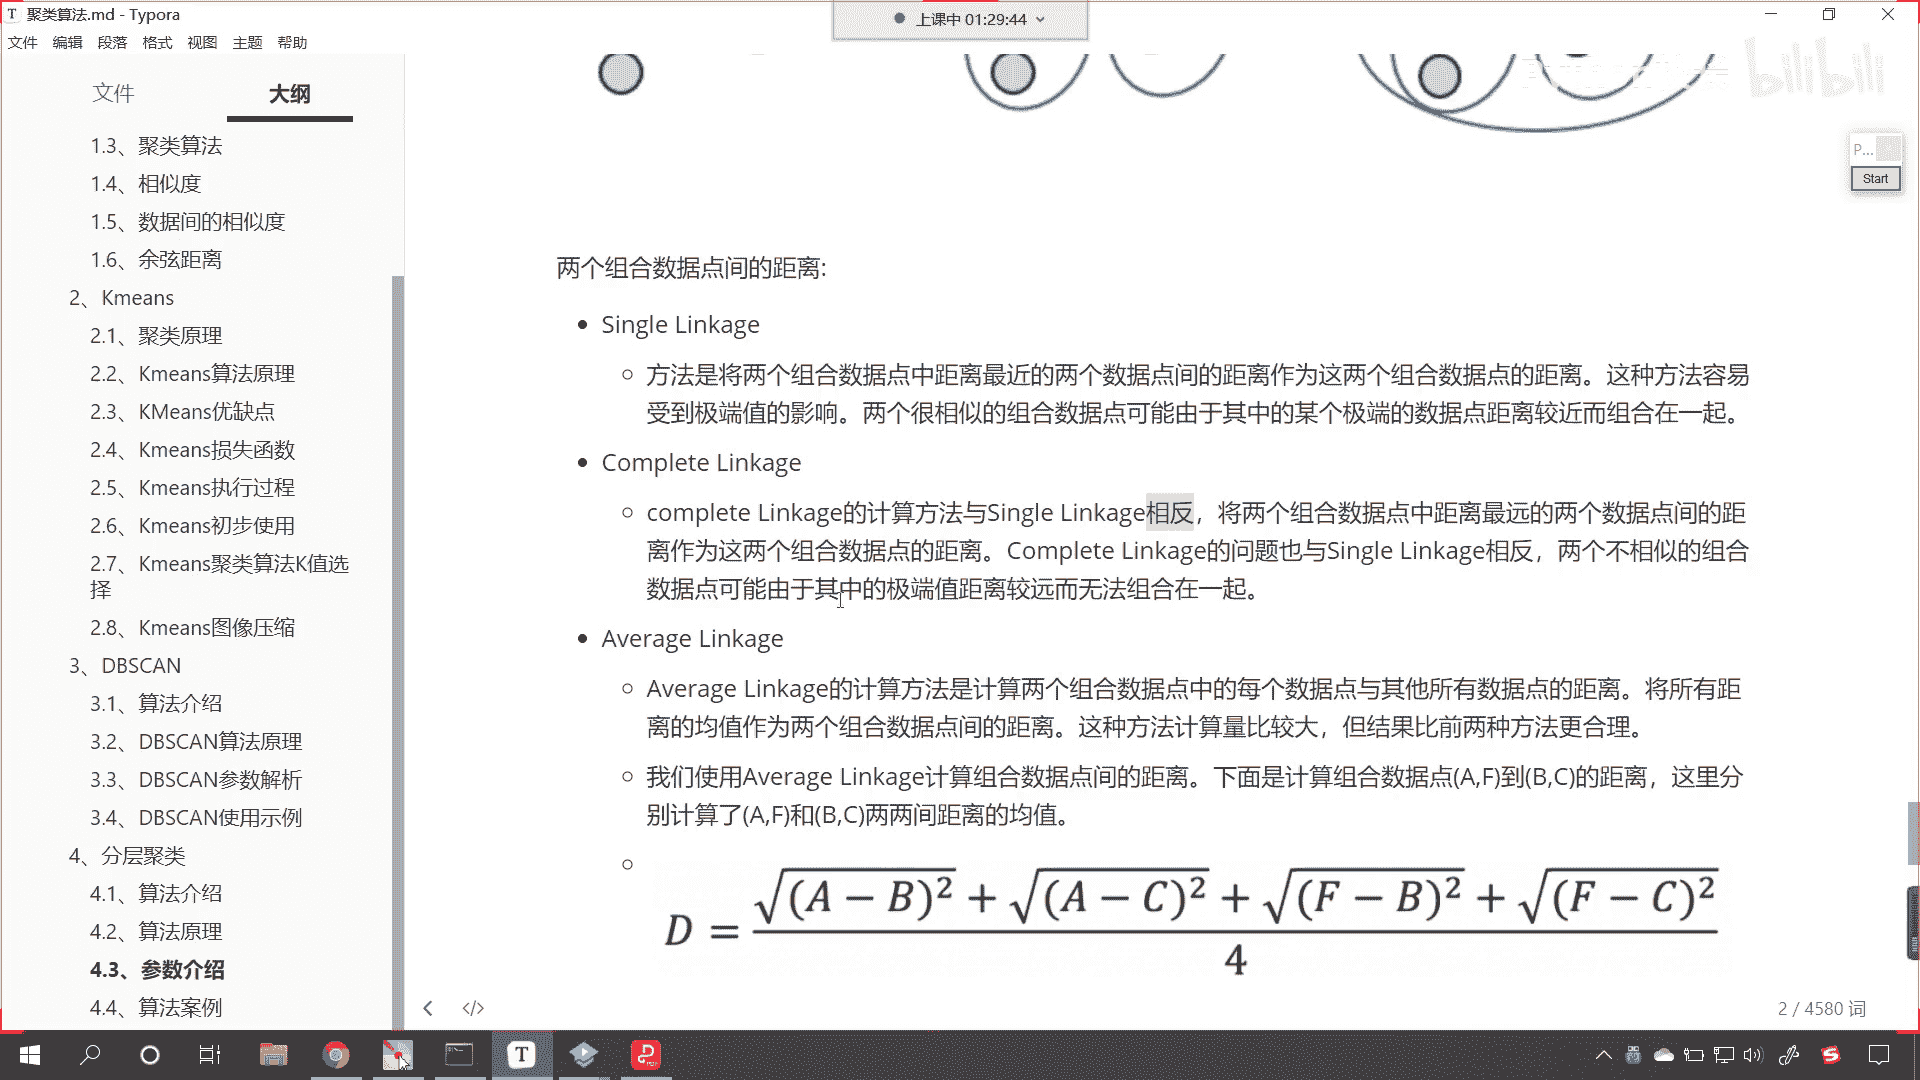 聚类算法.md - Typora
上课中 01:29:44
文件 编辑 段落 格式 视图 主题 帮助
文件 大纲
1.3、聚类算法
1.4、相似度
1.5、数据间的相似度
1.6、余弦距离
2、Kmeans
2.1、聚类原理
2.2、Kmeans算法原理
2.3、KMeans优缺点
2.4、Kmeans损失函数
2.5、Kmeans执行过程
2.6、Kmeans初步使用
2.7、Kmeans聚类算法K值选
择
2.8、Kmeans图像压缩
3、DBSCAN
3.1、算法介绍
3.2、DBSCAN算法原理
3.3、DBSCAN参数解析
3.4、DBSCAN使用示例
4、分层聚类
4.1、算法介绍
4.2、算法原理
4.3、参数介绍
4.4、算法案例
bilibili
P...
Start
两个组合数据点间的距离:
Single Linkage
方法是将两个组合数据点中距离最近的两个数据点间的距离作为这两个组合数据点的距离。这种方法容易
受到极端值的影响。两个很相似的组合数据点可能由于其中的某个极端的数据点距离较近而组合在一起。
Complete Linkage
complete Linkage的计算方法与Single Linkage相反，将两个组合数据点中距离最远的两个数据点间的距
离作为这两个组合数据点的距离。Complete Linkage的问题也与Single Linkage相反，两个不相似的组合
数据点可能由于其中的极端值距离较远而无法组合在一起。
Average Linkage
Average Linkage的计算方法是计算两个组合数据点中的每个数据点与其他所有数据点的距离。将所有距
离的均值作为两个组合数据点间的距离。这种方法计算量比较大，但结果比前两种方法更合理。
我们使用Average Linkage计算组合数据点间的距离。下面是计算组合数据点(A,F)到(B,C)的距离，这里分
别计算了(A,F)和(B,C)两两间距离的均值。
D = (√(A − B)² + √(A − C)² + √(F − B)² + √(F − C)²) / 4
2 / 4580 词